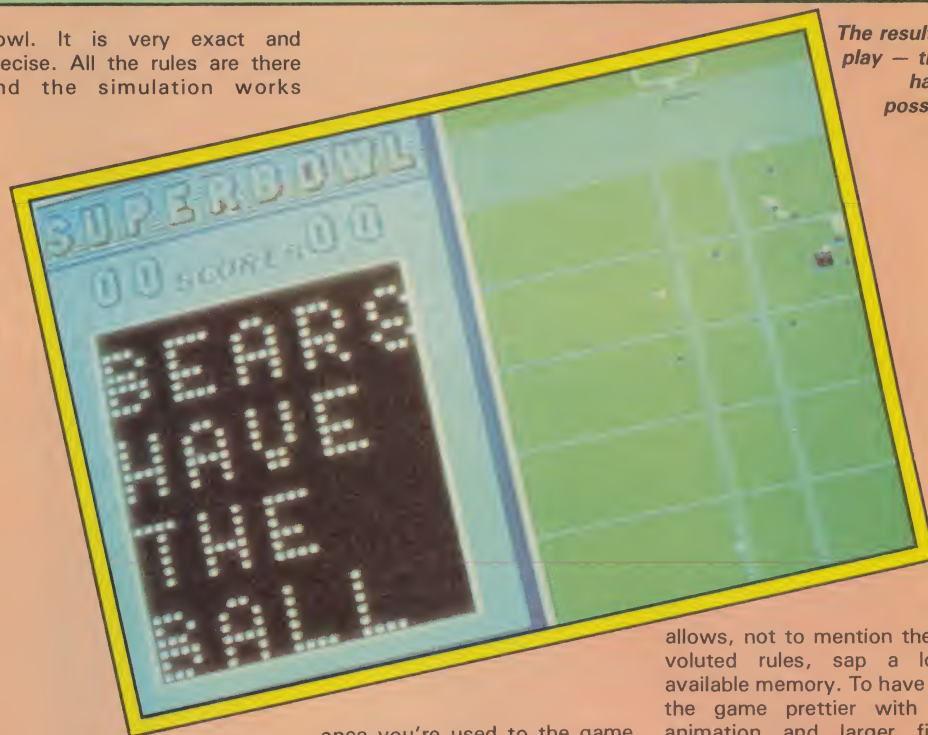 owl. It is very exact and
ecise. All the rules are there
nd the simulation works
The result
play —
ha
poss
SUPERBOWL
00 SCORES 00
BEARS
HAVE
THE
BALL
once you're used to the game
allows, not to mention the
voluted rules, sap a lo
available memory. To have
the game prettier with
animation and larger fi